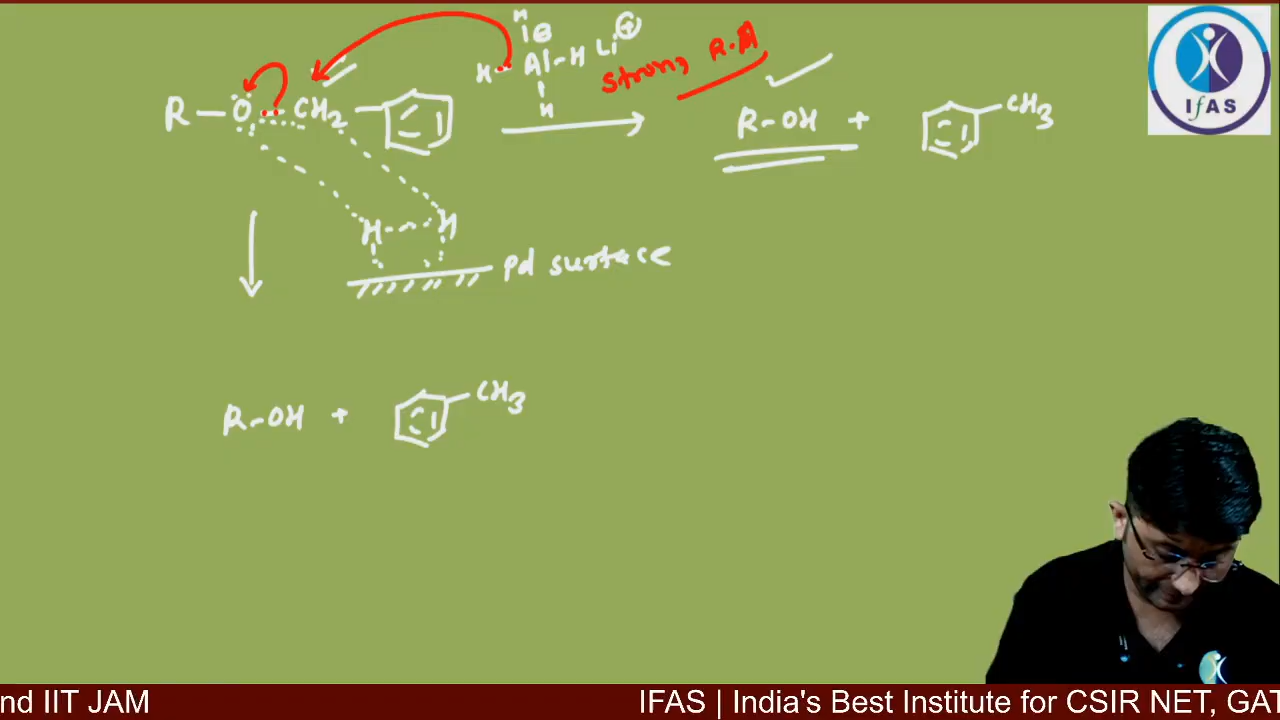 H
H-Al-H Li⊕
⊖
H
strong R.A
R-O-CH2
R-OH + CH3
IFAS
H---H
Pd surface
R-OH + CH3
nd IIT JAM IFAS | India's Best Institute for CSIR NET, GAT